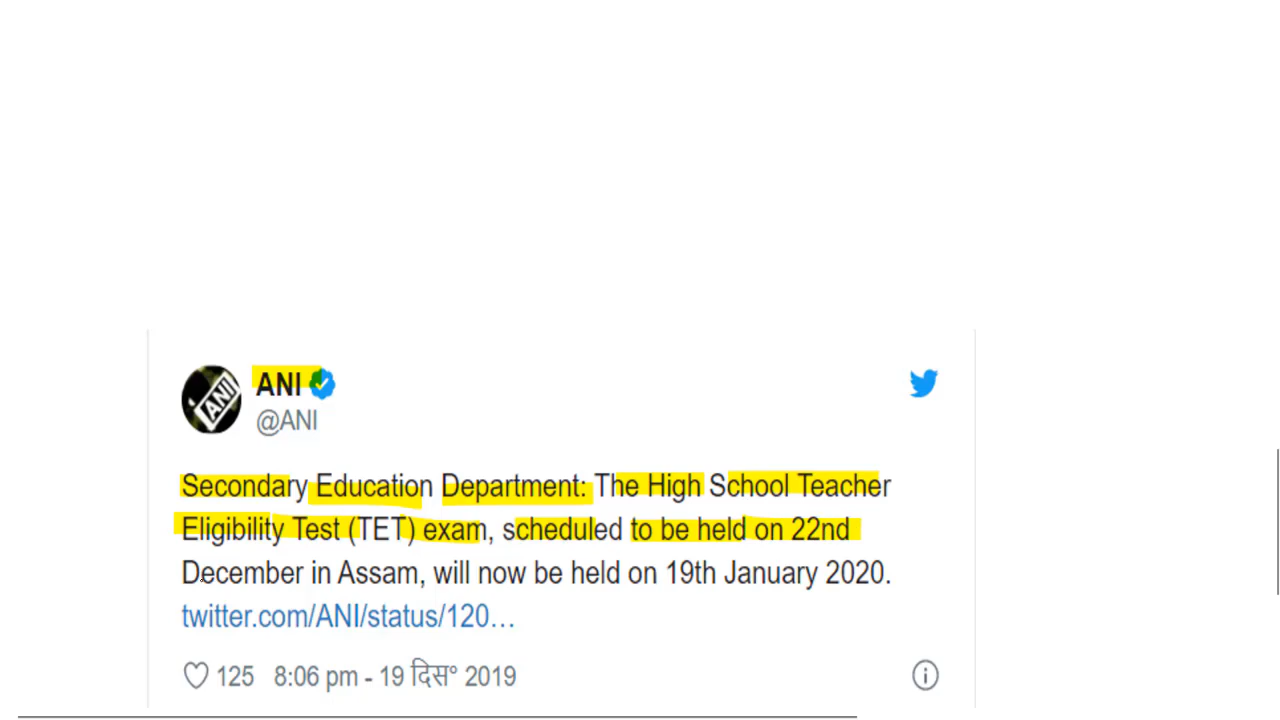 ANI
ANI
@ANI
Secondary Education Department: The High School Teacher
Eligibility Test (TET) exam, scheduled to be held on 22nd
December in Assam, will now be held on 19th January 2020.
twitter.com/ANI/status/120…
125 8:06 pm - 19 दिस॰ 2019